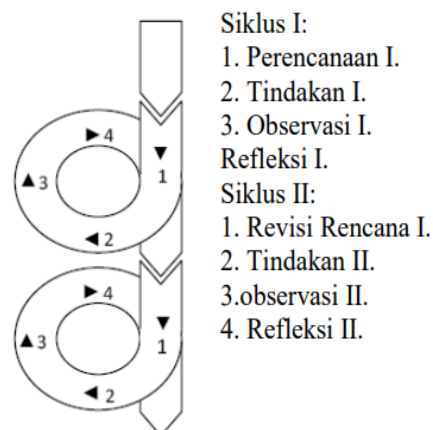 Siklus I:
1. Perencanaan I.
2. Tindakan I.
3. Observasi I.
Refleksi I.
Siklus II:
1. Revisi Rencana I.
2. Tindakan II.
3.observasi II.
4. Refleksi II.
4
3
1
2
4
3
1
2